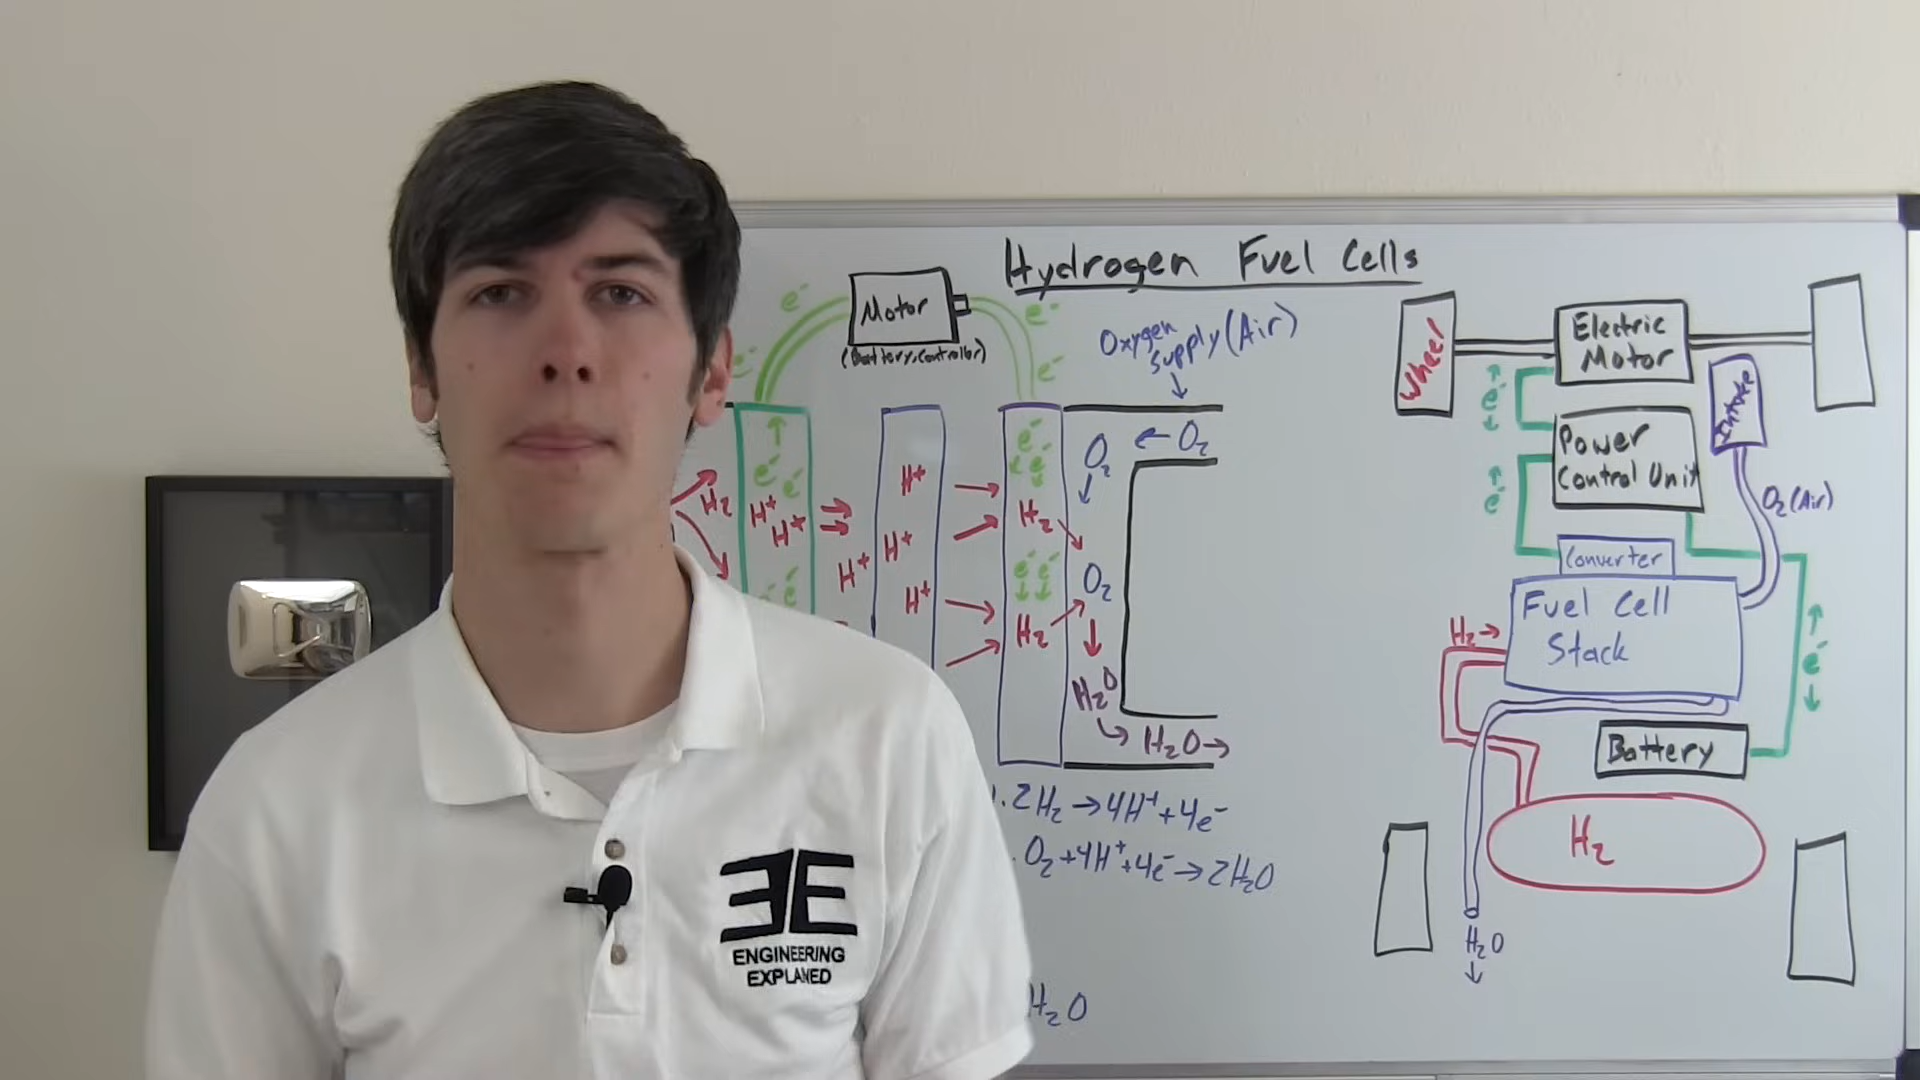 Hydrogen Fuel Cells
e⁻
e⁻
e⁻
e⁻
Motor
(Battery, Controller)
Oxygen
Supply (Air)
O₂
← O₂
H₂
e⁻
e⁻
H⁺
H⁺
e⁻
H⁺
H⁺
H⁺
H⁺
e⁻
e⁻
H₂
e⁻ e⁻
H₂
O₂
H₂O
H₂O →
. 2H₂ → 4H⁺ + 4e⁻
. O₂ + 4H⁺ + 4e⁻ → 2H₂O
H₂O
Wheel
Electric
Motor
Intake
e⁻
Power
Control Unit
e⁻
O₂ (Air)
Converter
Fuel Cell
Stack
H₂ →
e⁻
Battery
H₂
H₂O
ƎE
ENGINEERING
EXPLAINED